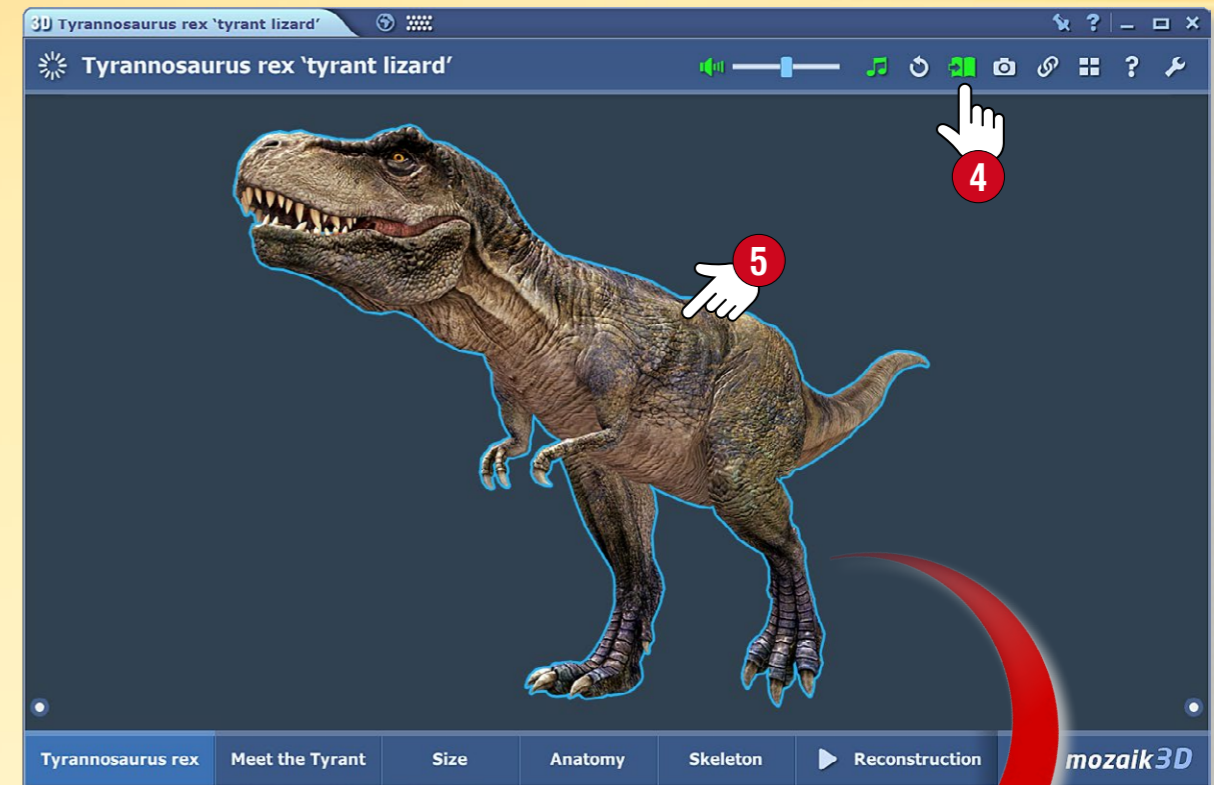 3D Tyrannosaurus rex ‘tyrant lizard’
?
Tyrannosaurus rex ‘tyrant lizard’
?
4
5
Tyrannosaurus rex
Meet the Tyrant
Size
Anatomy
Skeleton
Reconstruction
mozaik3D